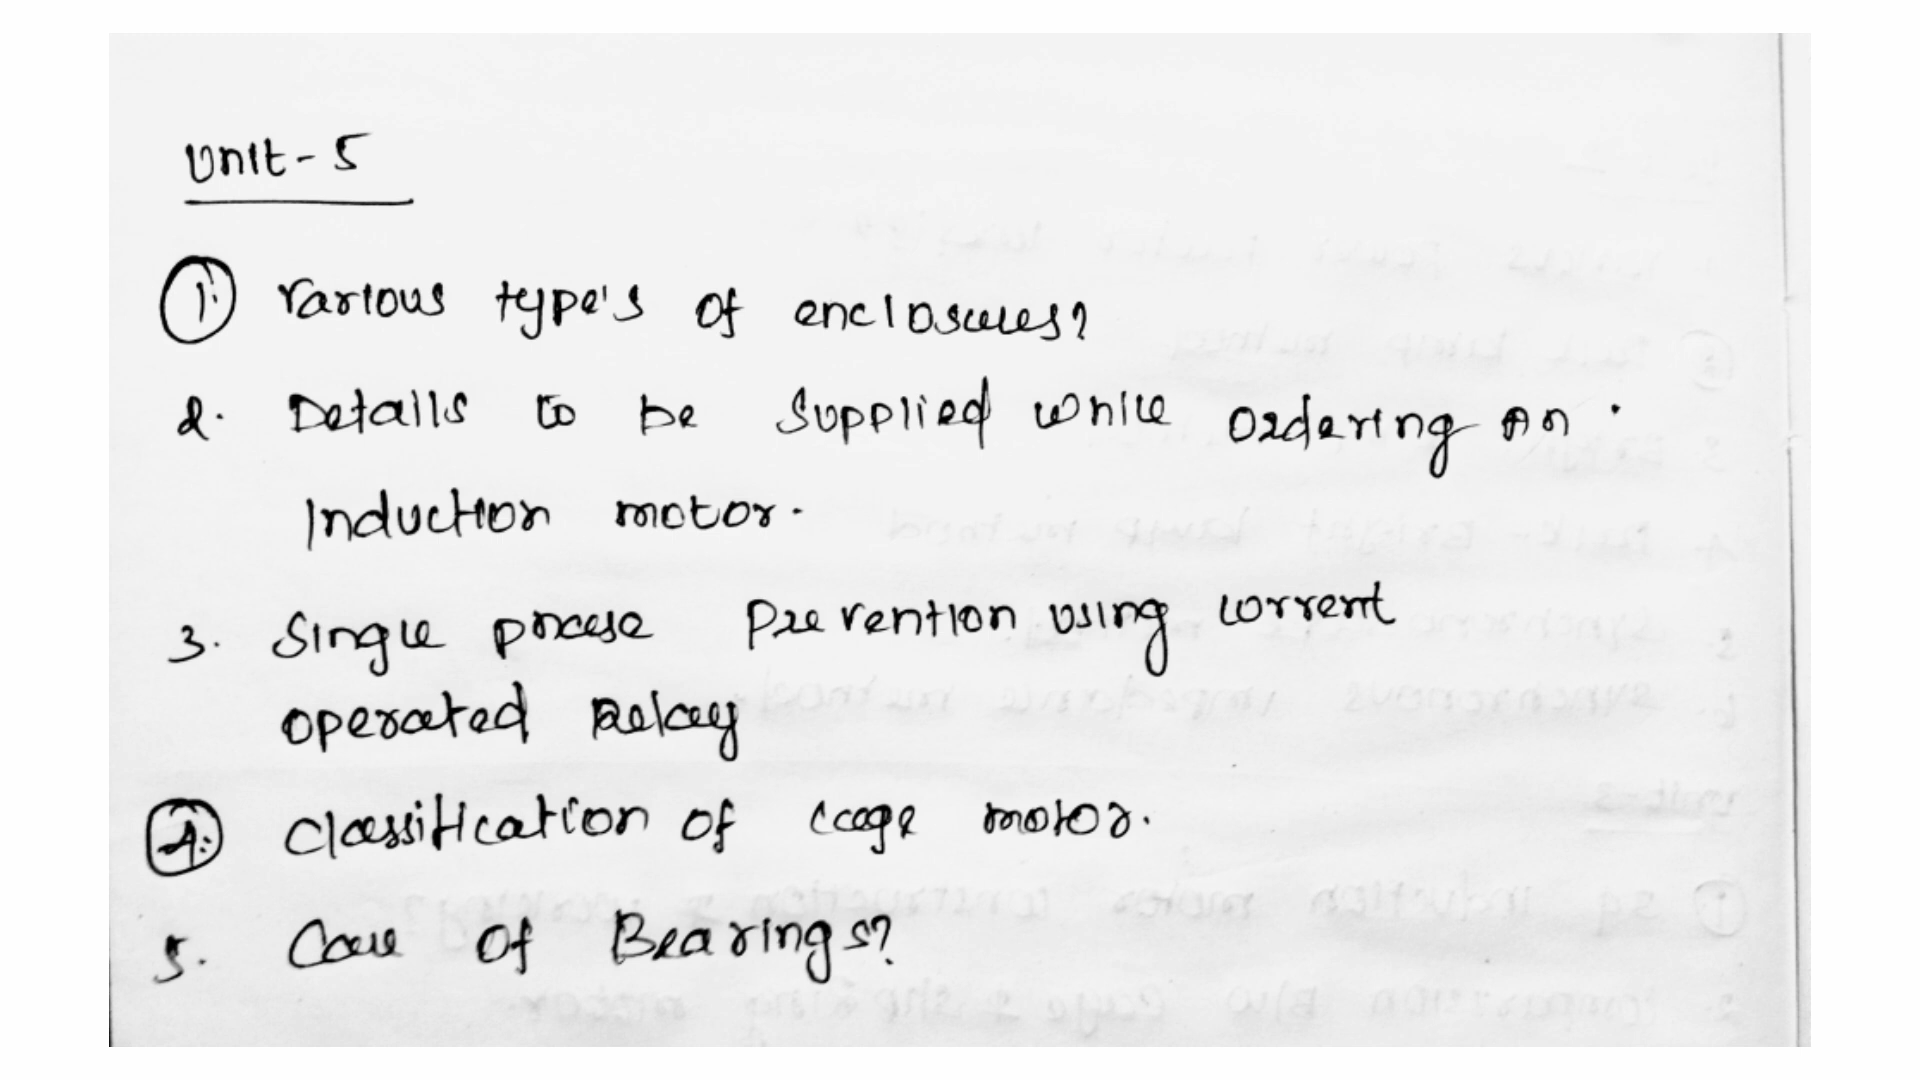 Unit - 5
1. Various type's of enclosures?
2. Details to be supplied while ordering An
Induction motor.
3. Single phase Prevention using current
operated Relay
4. Classification of cage motor.
5. Care of Bearings?